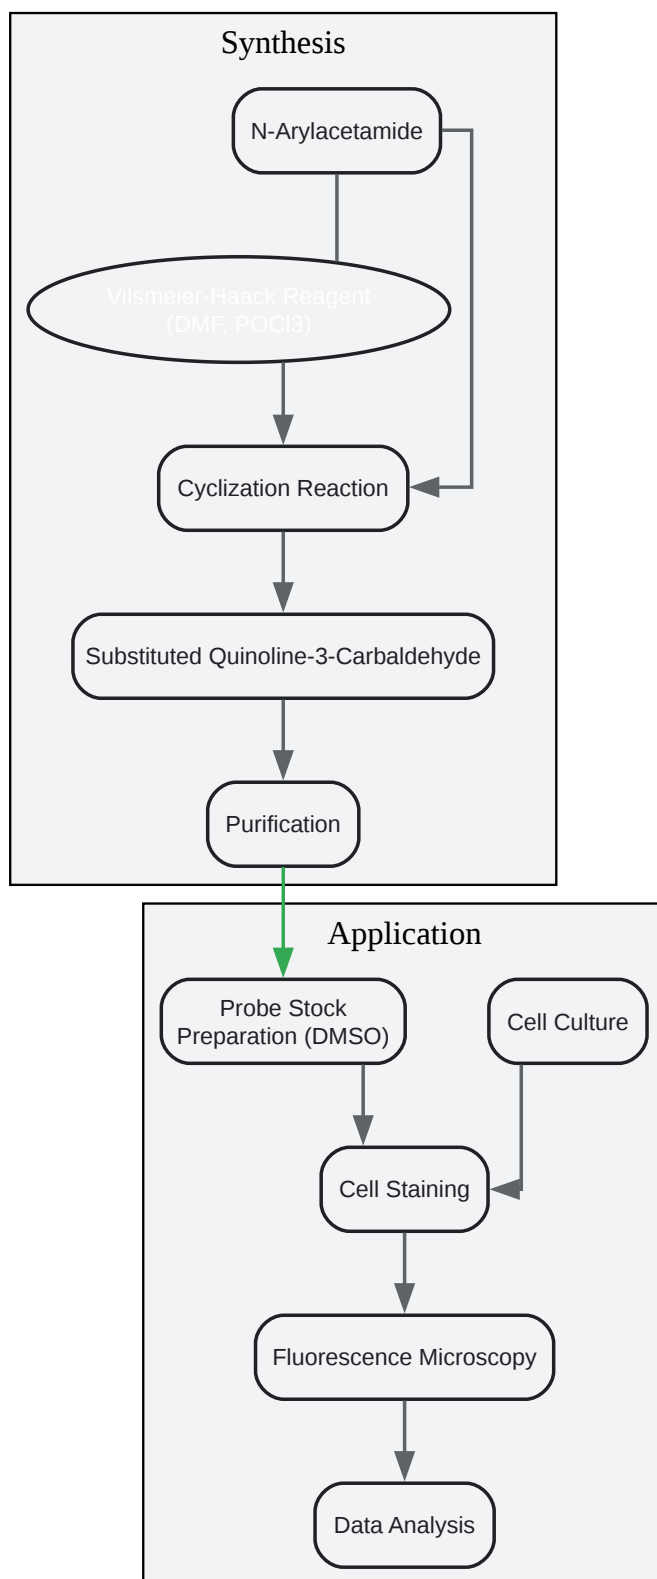 Synthesis
N-Arylacetamide
Vilsmeier-Haack Reagent
(DMF, POCl3)
Cyclization Reaction
Substituted Quinoline-3-Carbaldehyde
Purification
Application
Probe Stock
Preparation (DMSO)
Cell Culture
Cell Staining
Fluorescence Microscopy
Data Analysis